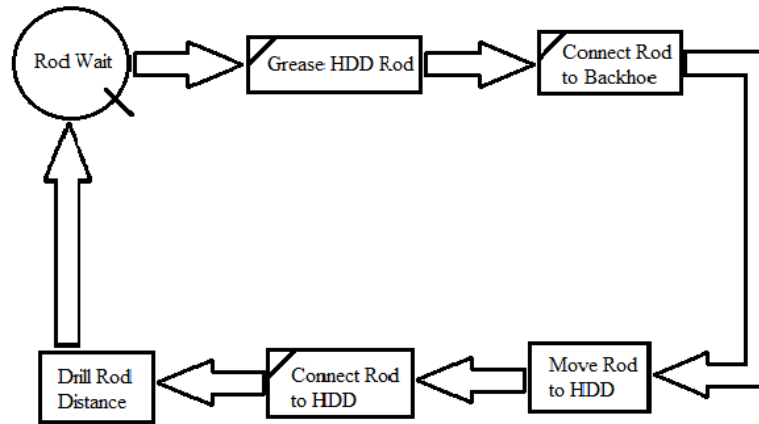 Rod Wait
Grease HDD Rod
Connect Rod
to Backhoe
Move Rod
to HDD
Connect Rod
to HDD
Drill Rod
Distance